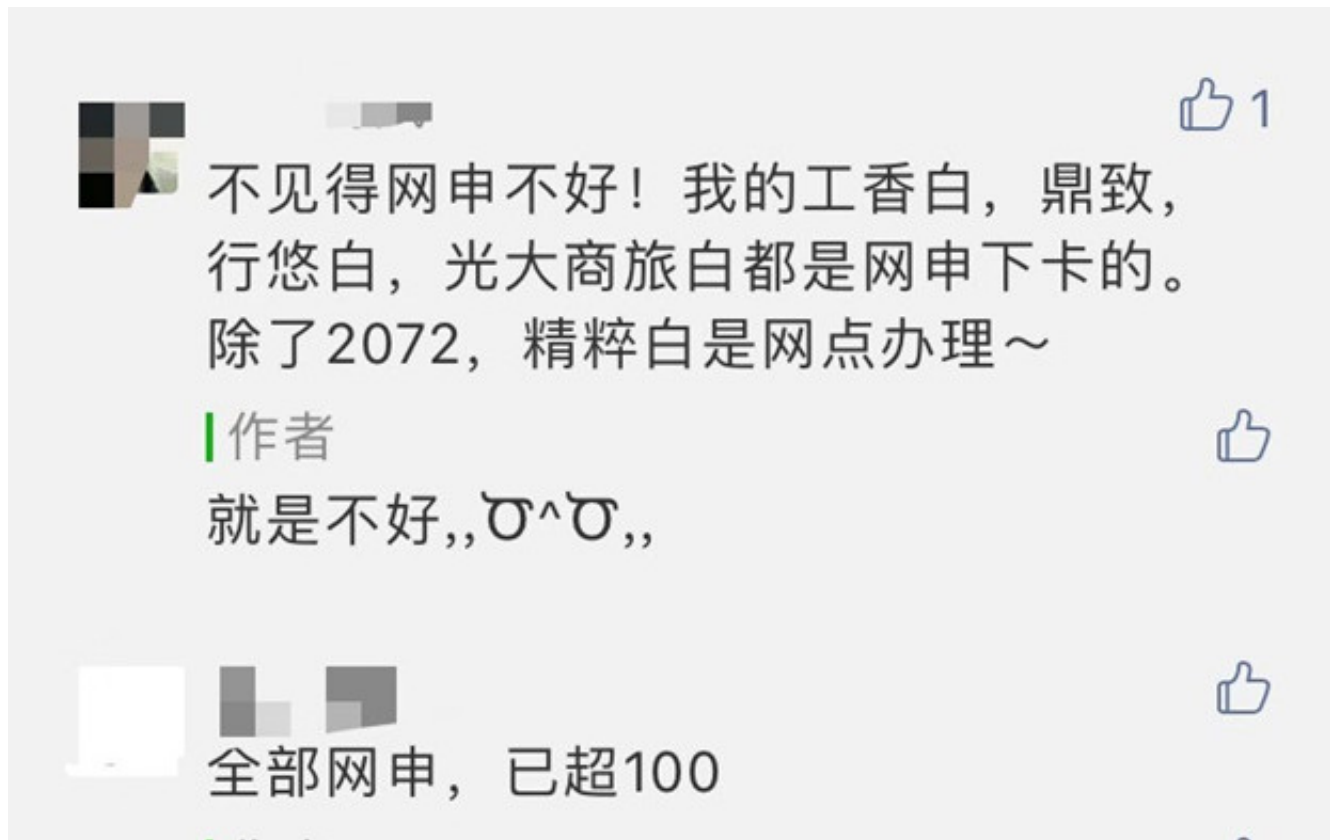 1
不见得网申不好！我的工香白，鼎致，
行悠白，光大商旅白都是网申下卡的。
除了2072，精粹白是网点办理～
作者
就是不好,,Ծ^Ծ,,
全部网申，已超100